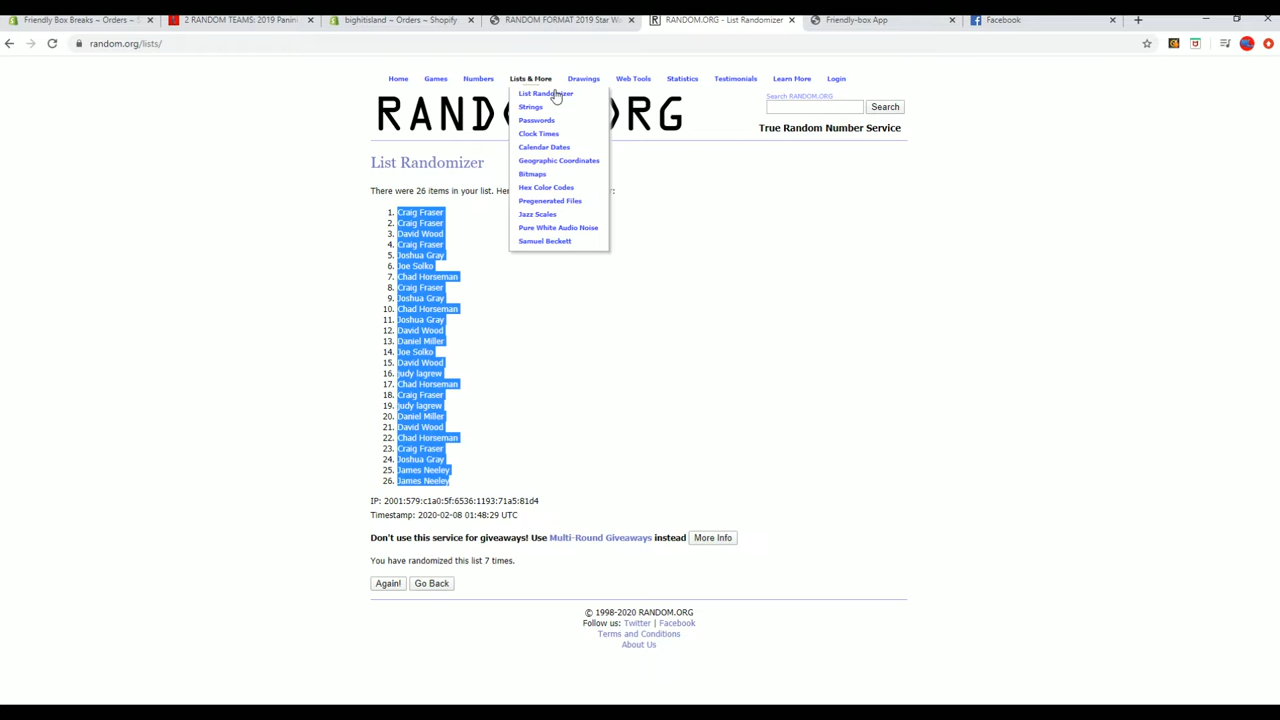 Friendly Box Breaks ~ Orders ~ S
2 RANDOM TEAMS: 2019 Panini
bighitisland ~ Orders ~ Shopify
RANDOM FORMAT 2019 Star W
RANDOM.ORG - List Randomizer
Friendly-box App
Facebook
random.org/lists/
Home Games Numbers Lists & More Drawings Web Tools Statistics Testimonials Learn More Login
List Randomizer
Strings
Passwords
Clock Times
Calendar Dates
Geographic Coordinates
Bitmaps
Hex Color Codes
Pregenerated Files
Jazz Scales
Pure White Audio Noise
Samuel Beckett
RAND ORG
Search RANDOM.ORG
Search
True Random Number Service
List Randomizer
There were 26 items in your list. Her :
1. Craig Fraser
2. Craig Fraser
3. David Wood
4. Craig Fraser
5. Joshua Gray
6. Joe Solko
7. Chad Horseman
8. Craig Fraser
9. Joshua Gray
10. Chad Horseman
11. Joshua Gray
12. David Wood
13. Daniel Miller
14. Joe Solko
15. David Wood
16. judy lagrew
17. Chad Horseman
18. Craig Fraser
19. judy lagrew
20. Daniel Miller
21. David Wood
22. Chad Horseman
23. Craig Fraser
24. Joshua Gray
25. James Neeley
26. James Neeley
IP: 2001:579:c1a0:5f:6536:1193:71a5:81d4
Timestamp: 2020-02-08 01:48:29 UTC
Don't use this service for giveaways! Use Multi-Round Giveaways instead More Info
You have randomized this list 7 times.
Again! Go Back
© 1998-2020 RANDOM.ORG
Follow us: Twitter | Facebook
Terms and Conditions
About Us